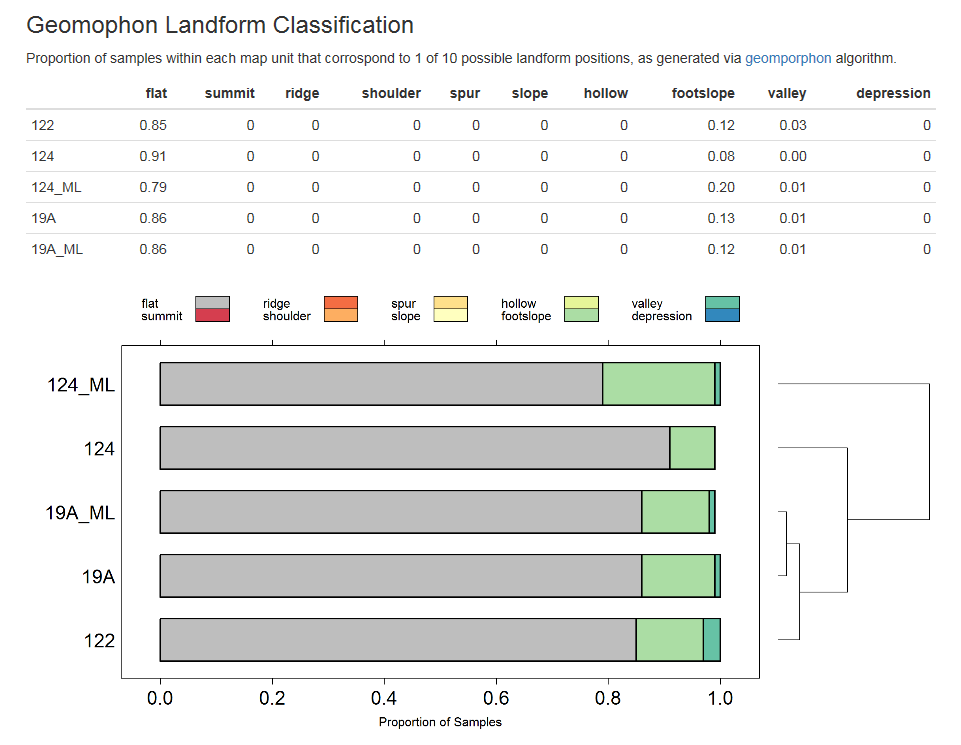 Geomophon Landform Classification
Proportion of samples within each map unit that corrospond to 1 of 10 possible landform positions, as generated via geomporphon algorithm.
flat summit ridge shoulder spur slope hollow footslope valley depression
122 0.85 0 0 0 0 0 0 0.12 0.03 0
124 0.91 0 0 0 0 0 0 0.08 0.00 0
124_ML 0.79 0 0 0 0 0 0 0.20 0.01 0
19A 0.86 0 0 0 0 0 0 0.13 0.01 0
19A_ML 0.86 0 0 0 0 0 0 0.12 0.01 0
flat ridge spur hollow valley
summit shoulder slope footslope depression
124_ML
124
19A_ML
19A
122
0.0 0.2 0.4 0.6 0.8 1.0
Proportion of Samples